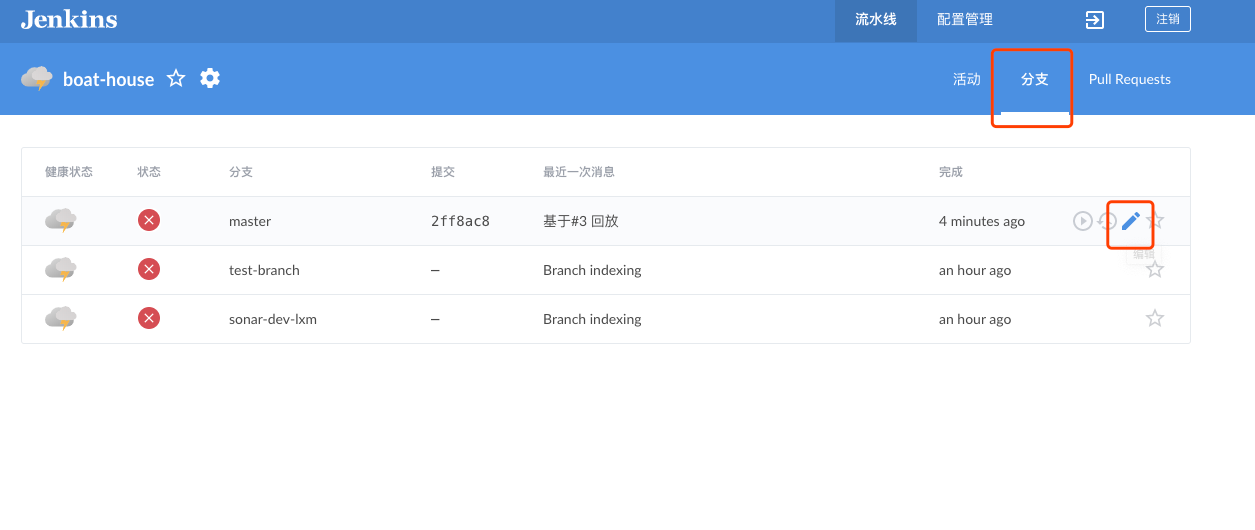 Jenkins
流水线 配置管理 注销
boat-house 活动 分支 Pull Requests
健康状态 状态 分支 提交 最近一次消息 完成
master 2ff8ac8 基于#3 回放 4 minutes ago
编辑
test-branch — Branch indexing an hour ago
sonar-dev-lxm — Branch indexing an hour ago